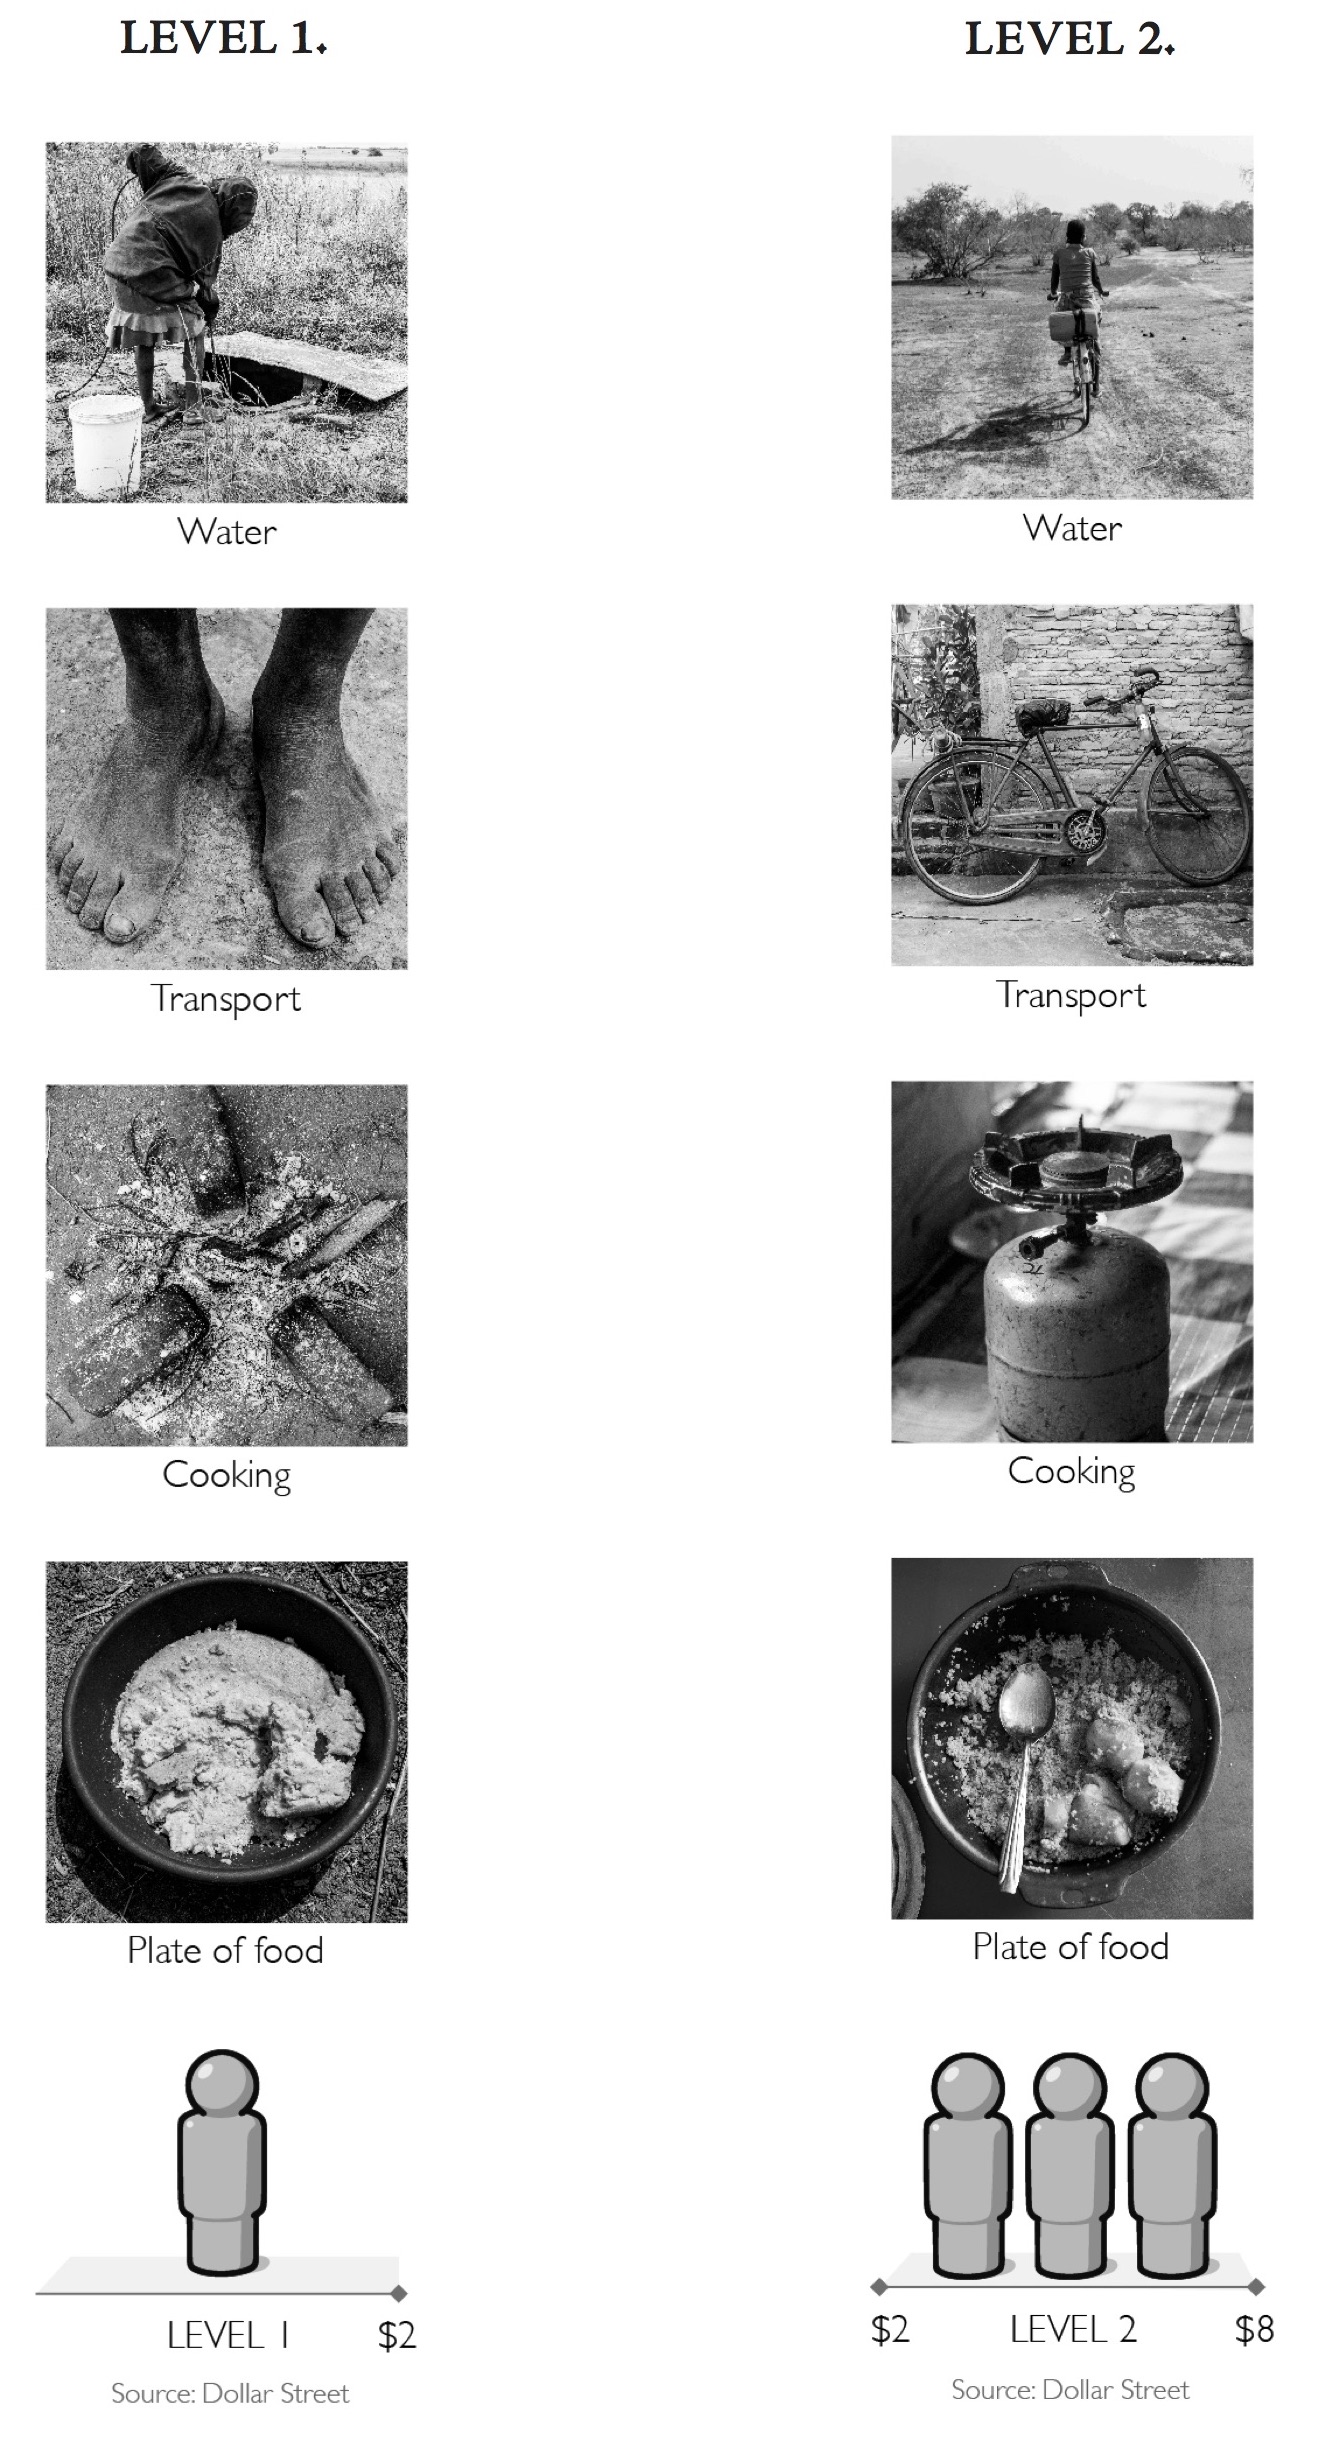 LEVEL 1.
Water
Transport
Cooking
Plate of food
LEVEL 1 $2
Source: Dollar Street
LEVEL 2.
Water
Transport
Cooking
Plate of food
$2 LEVEL 2 $8
Source: Dollar Street